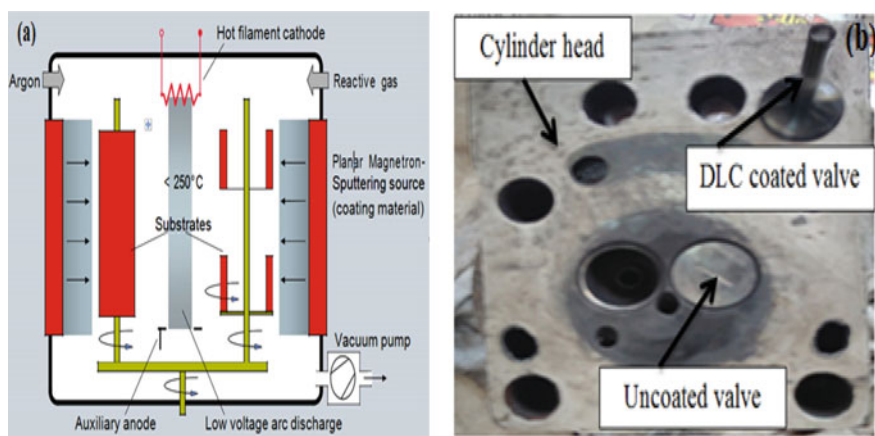 (a)
Hot filament cathode
Argon
Reactive gas
< 250°C
Planar Magnetron-
Sputtering source
(coating material)
Substrates
Vacuum pump
Auxiliary anode
Low voltage arc discharge
(b)
Cylinder head
DLC coated valve
Uncoated valve